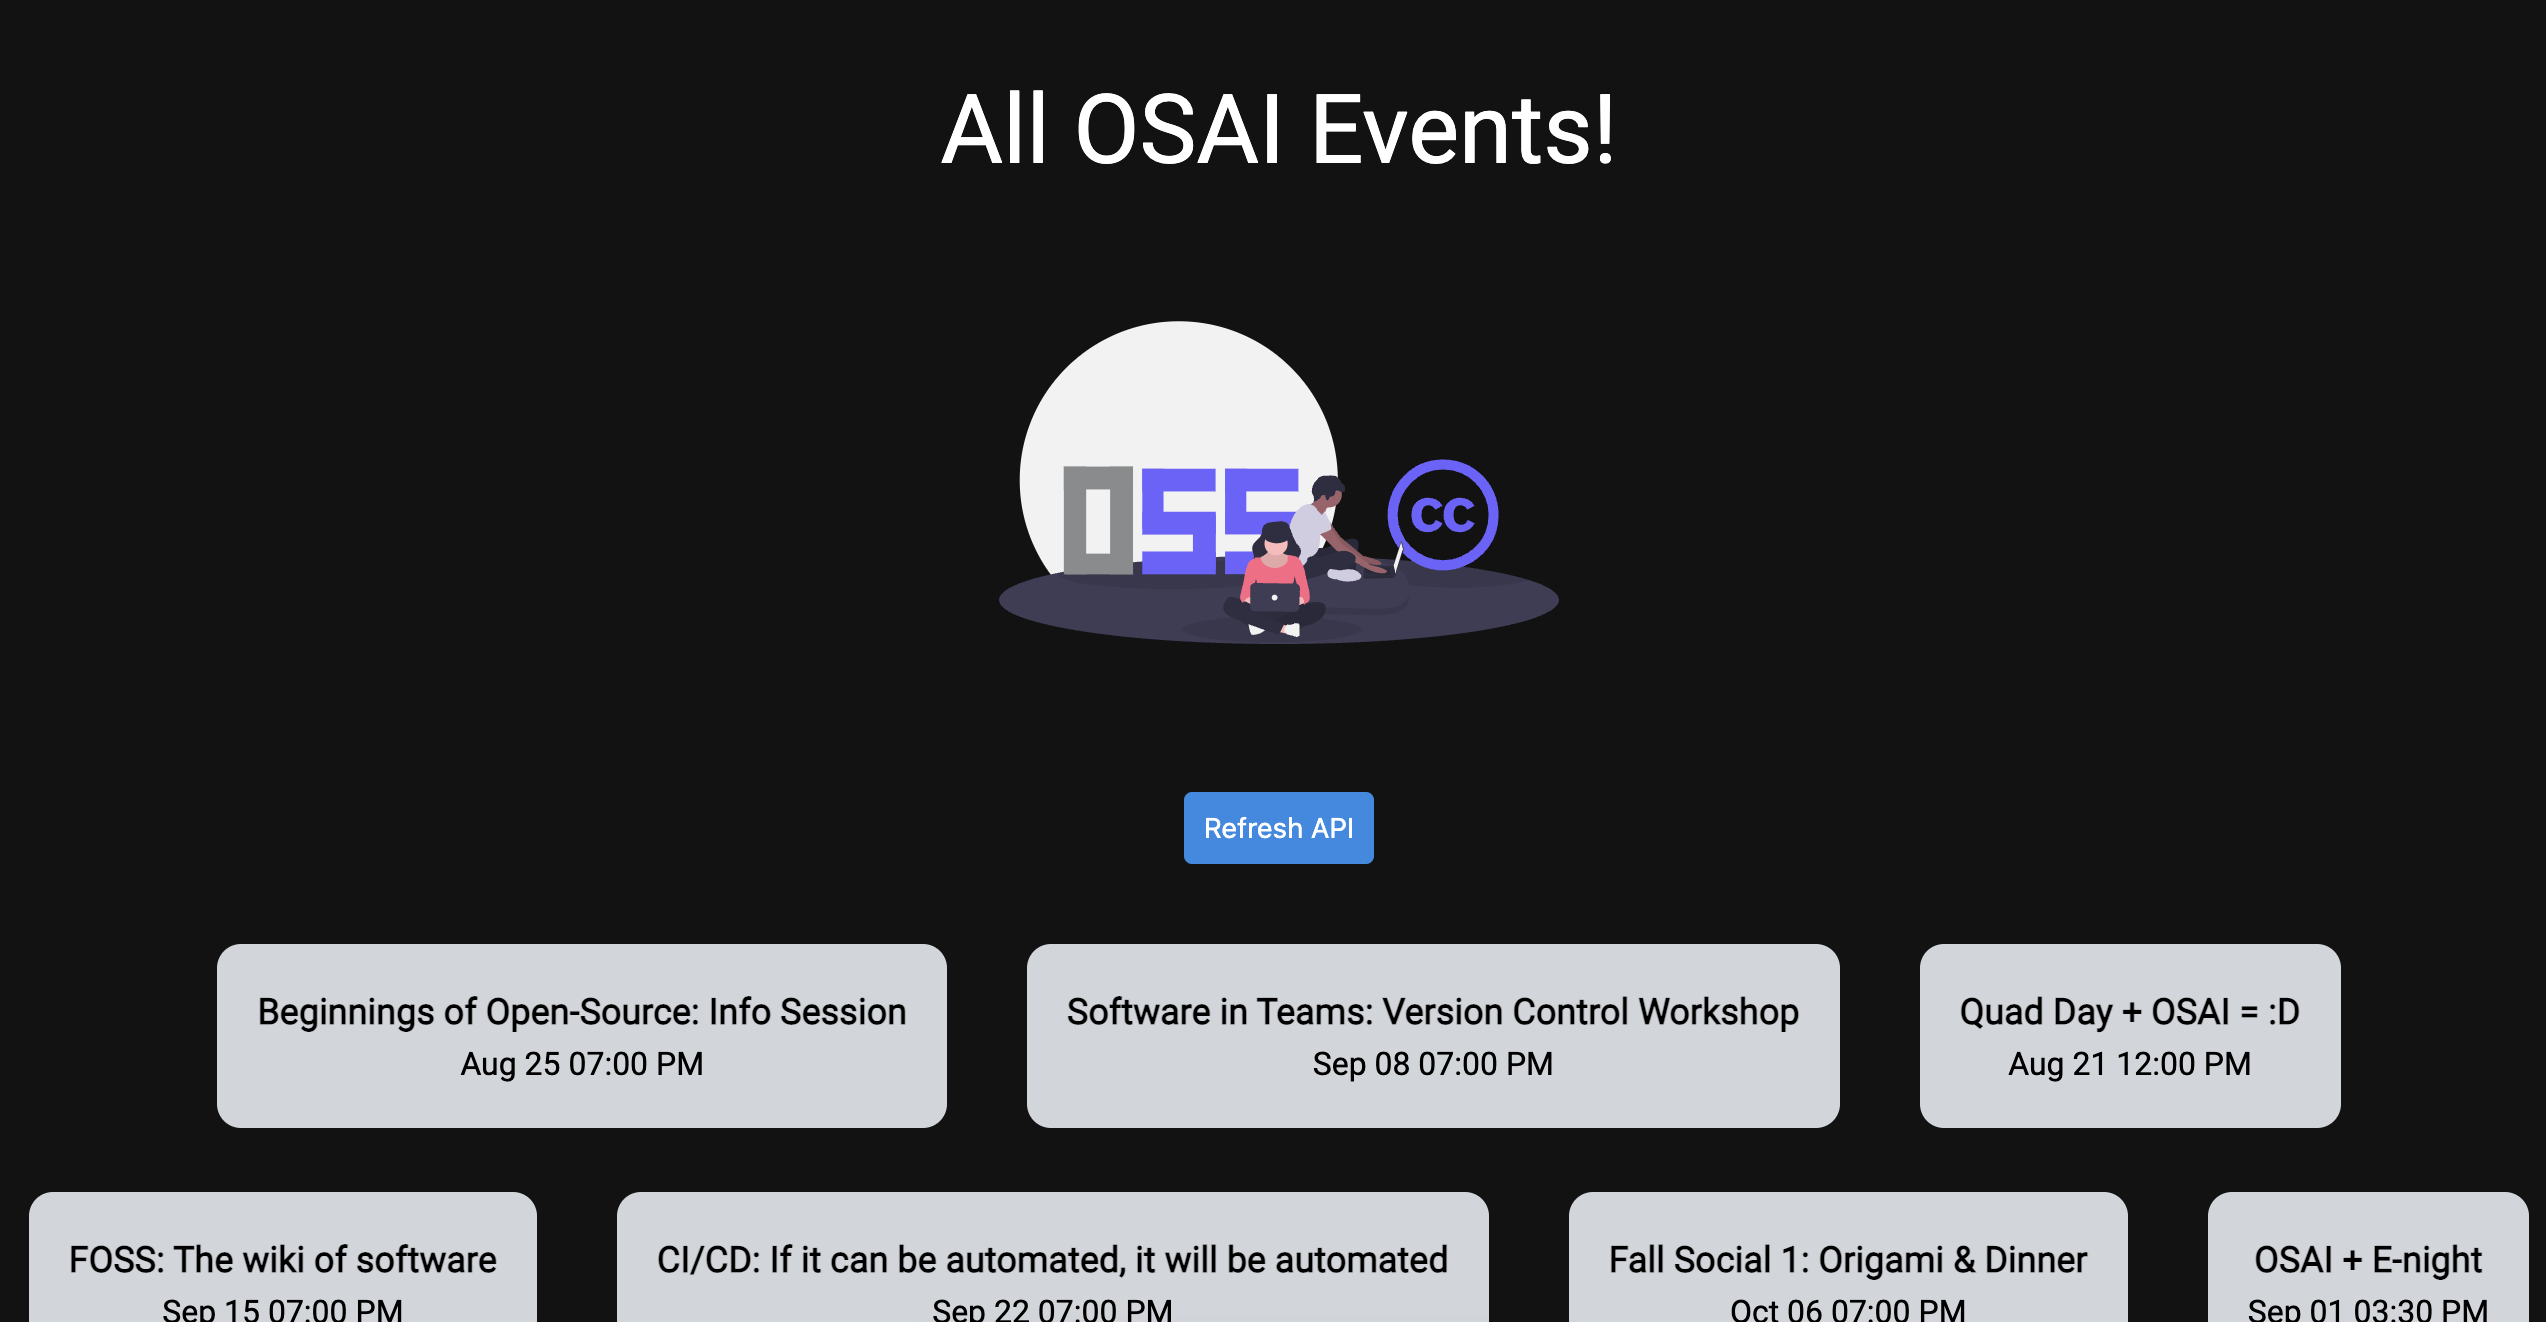 All OSAI Events!
OSS
cc
Refresh API
Beginnings of Open-Source: Info Session
Aug 25 07:00 PM
Software in Teams: Version Control Workshop
Sep 08 07:00 PM
Quad Day + OSAI = :D
Aug 21 12:00 PM
FOSS: The wiki of software
Sep 15 07:00 PM
CI/CD: If it can be automated, it will be automated
Sep 22 07:00 PM
Fall Social 1: Origami & Dinner
Oct 06 07:00 PM
OSAI + E-night
Sep 01 03:30 PM